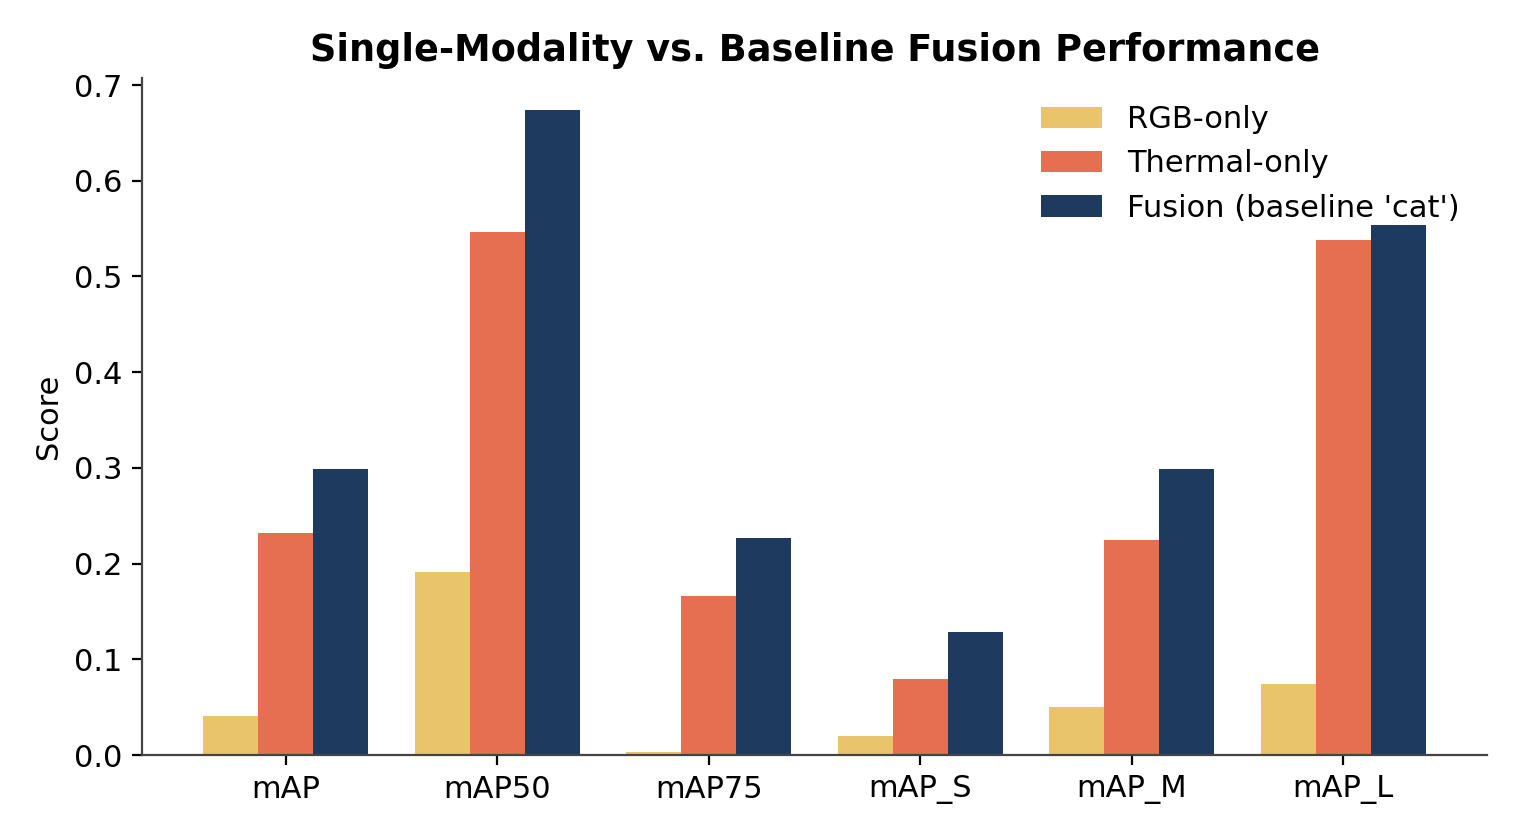 Single-Modality vs. Baseline Fusion Performance
RGB-only
Thermal-only
Fusion (baseline 'cat')
Score
0.7
0.6
0.5
0.4
0.3
0.2
0.1
0.0
mAP mAP50 mAP75 mAP_S mAP_M mAP_L